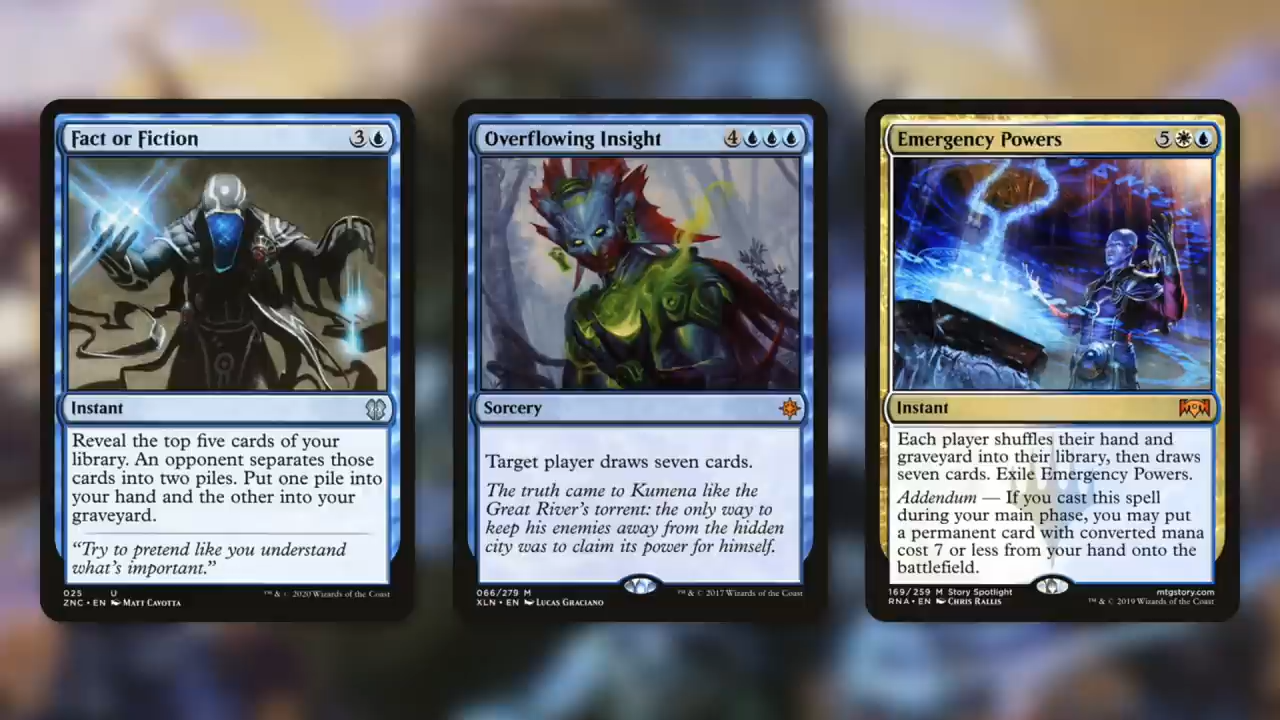 Fact or Fiction 3
Instant
Reveal the top five cards of your
library. An opponent separates those
cards into two piles. Put one pile into
your hand and the other into your
graveyard.
“Try to pretend like you understand
what’s important.”
025 U
ZNC • EN Matt Cavotta
™ & © 2020 Wizards of the Coast
Overflowing Insight 4
Sorcery
Target player draws seven cards.
The truth came to Kumena like the
Great River’s torrent: the only way to
keep his enemies away from the hidden
city was to claim its power for himself.
066/279 M
XLN • EN Lucas Graciano
™ & © 2017 Wizards of the Coast
Emergency Powers 5
Instant
Each player shuffles their hand and
graveyard into their library, then draws
seven cards. Exile Emergency Powers.
Addendum — If you cast this spell
during your main phase, you may put
a permanent card with converted mana
cost 7 or less from your hand onto the
battlefield.
169/259 M Story Spotlight
RNA • EN Chris Rallis
mtgstory.com
™ & © 2019 Wizards of the Coast